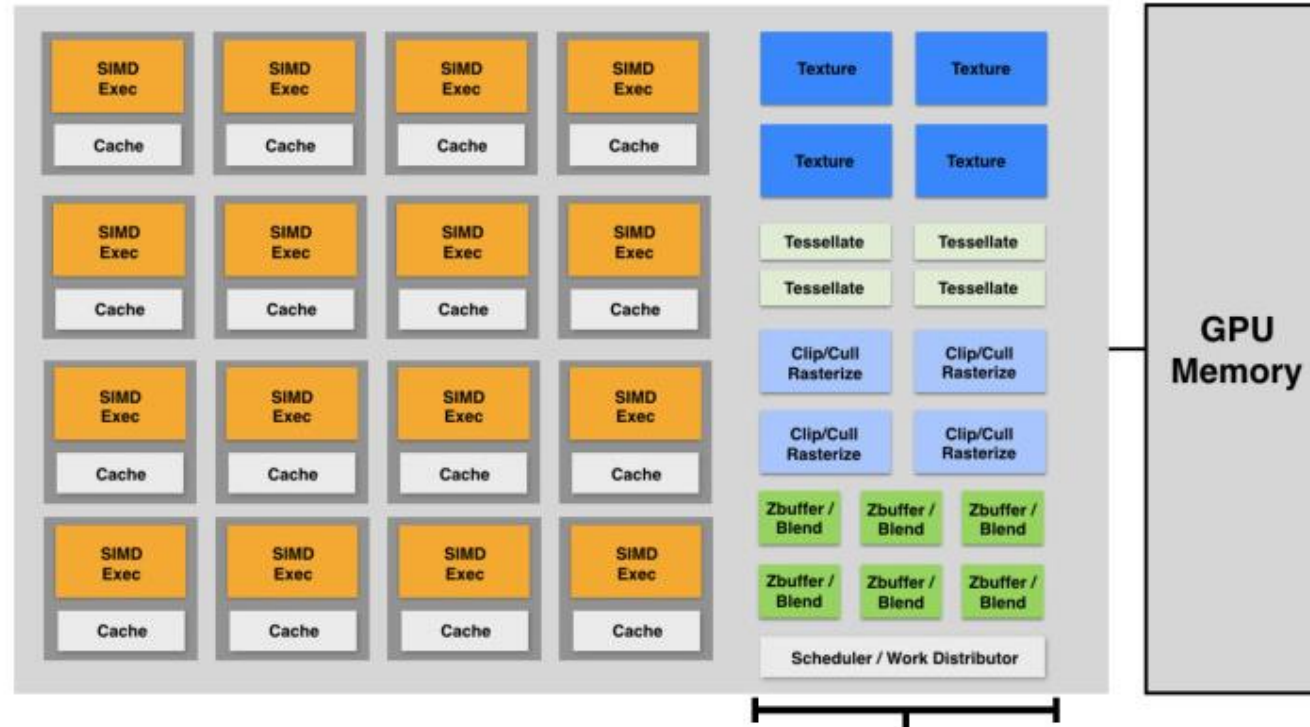 SIMD
Exec
Cache
SIMD
Exec
Cache
SIMD
Exec
Cache
SIMD
Exec
Cache
SIMD
Exec
Cache
SIMD
Exec
Cache
SIMD
Exec
Cache
SIMD
Exec
Cache
SIMD
Exec
Cache
SIMD
Exec
Cache
SIMD
Exec
Cache
SIMD
Exec
Cache
SIMD
Exec
Cache
SIMD
Exec
Cache
SIMD
Exec
Cache
SIMD
Exec
Cache
Texture
Texture
Texture
Texture
Tessellate
Tessellate
Tessellate
Tessellate
Clip/Cull
Rasterize
Clip/Cull
Rasterize
Clip/Cull
Rasterize
Clip/Cull
Rasterize
Zbuffer /
Blend
Zbuffer /
Blend
Zbuffer /
Blend
Zbuffer /
Blend
Zbuffer /
Blend
Zbuffer /
Blend
Scheduler / Work Distributor
GPU
Memory